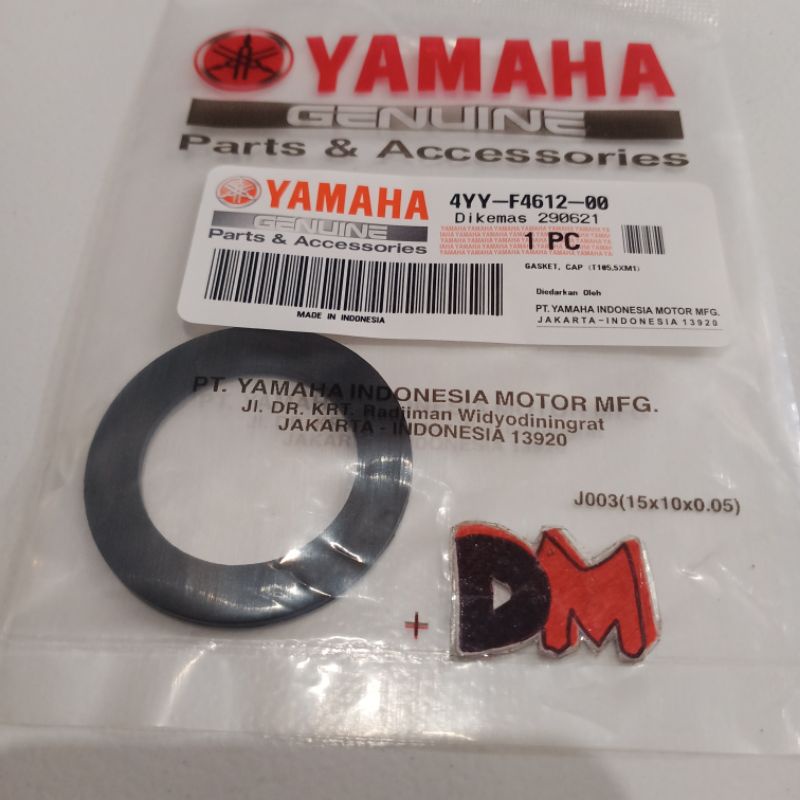 YAMAHA
GENUINE
Parts & Accessories
YAMAHA
GENUINE
Parts & Accessories
4YY-F4612-00
Dikemas 290621
1 PC
GASKET, CAP (T105,5XM1)
Diedarkan Oleh
PT. YAMAHA INDONESIA MOTOR MFG.
JAKARTA-INDONESIA 13920
MADE IN INDONESIA
PT. YAMAHA INDONESIA MOTOR MFG.
Jl. DR. KRT. Radjiman Widyodiningrat
JAKARTA - INDONESIA 13920
J003(15x10x0.05)
DM